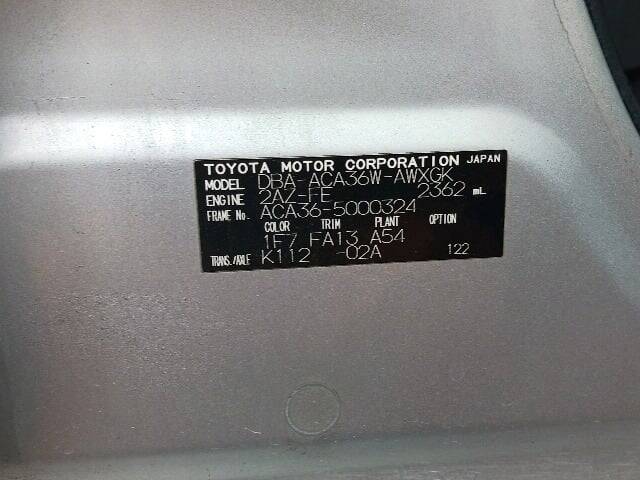 TOYOTA MOTOR CORPORATION JAPAN
MODEL DBA-ACA36W-AWXGK
ENGINE 2AZ-FE 2362 mL
FRAME No. ACA36-5000324
COLOR TRIM PLANT OPTION
1F7 FA13 A54
TRANS./AXLE K112 -02A 122